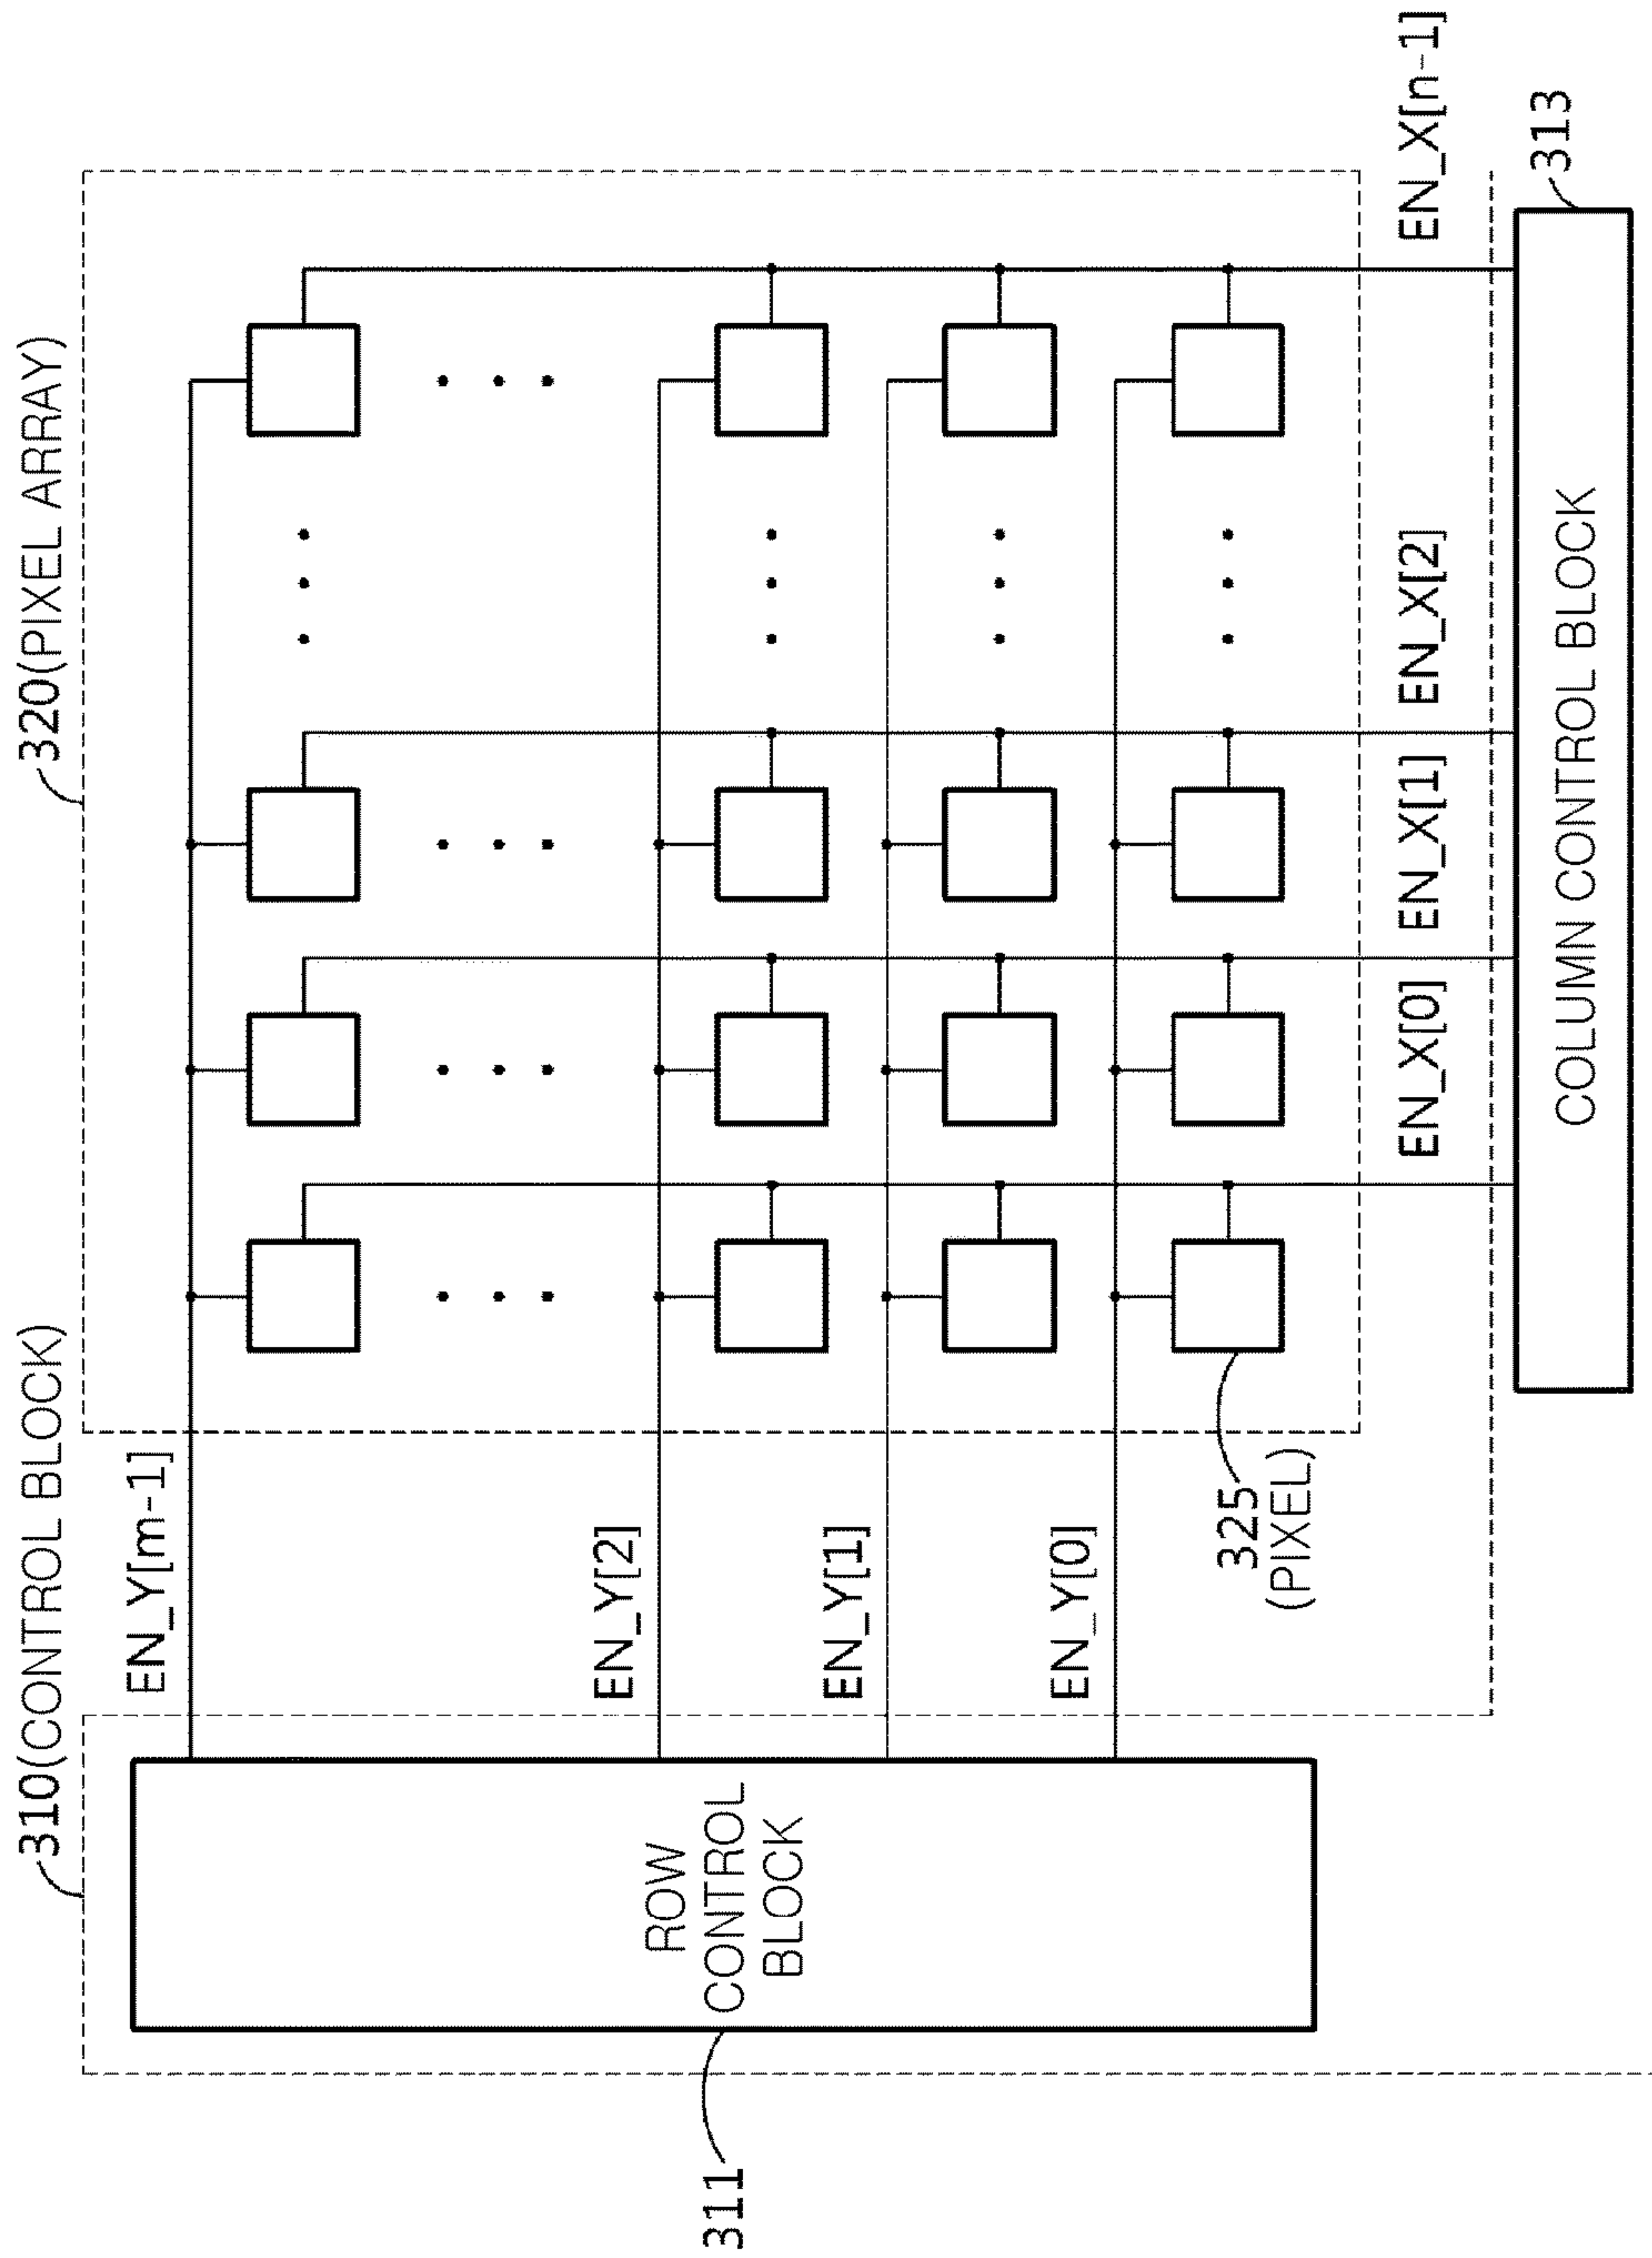 310(CONTROL BLOCK)
320(PIXEL ARRAY)
EN_Y[m-1]
EN_Y[2]
EN_Y[1]
EN_Y[0]
311
ROW
CONTROL
BLOCK
325
(PIXEL)
EN_X[0]
EN_X[1]
EN_X[2]
EN_X[n-1]
COLUMN CONTROL BLOCK
313